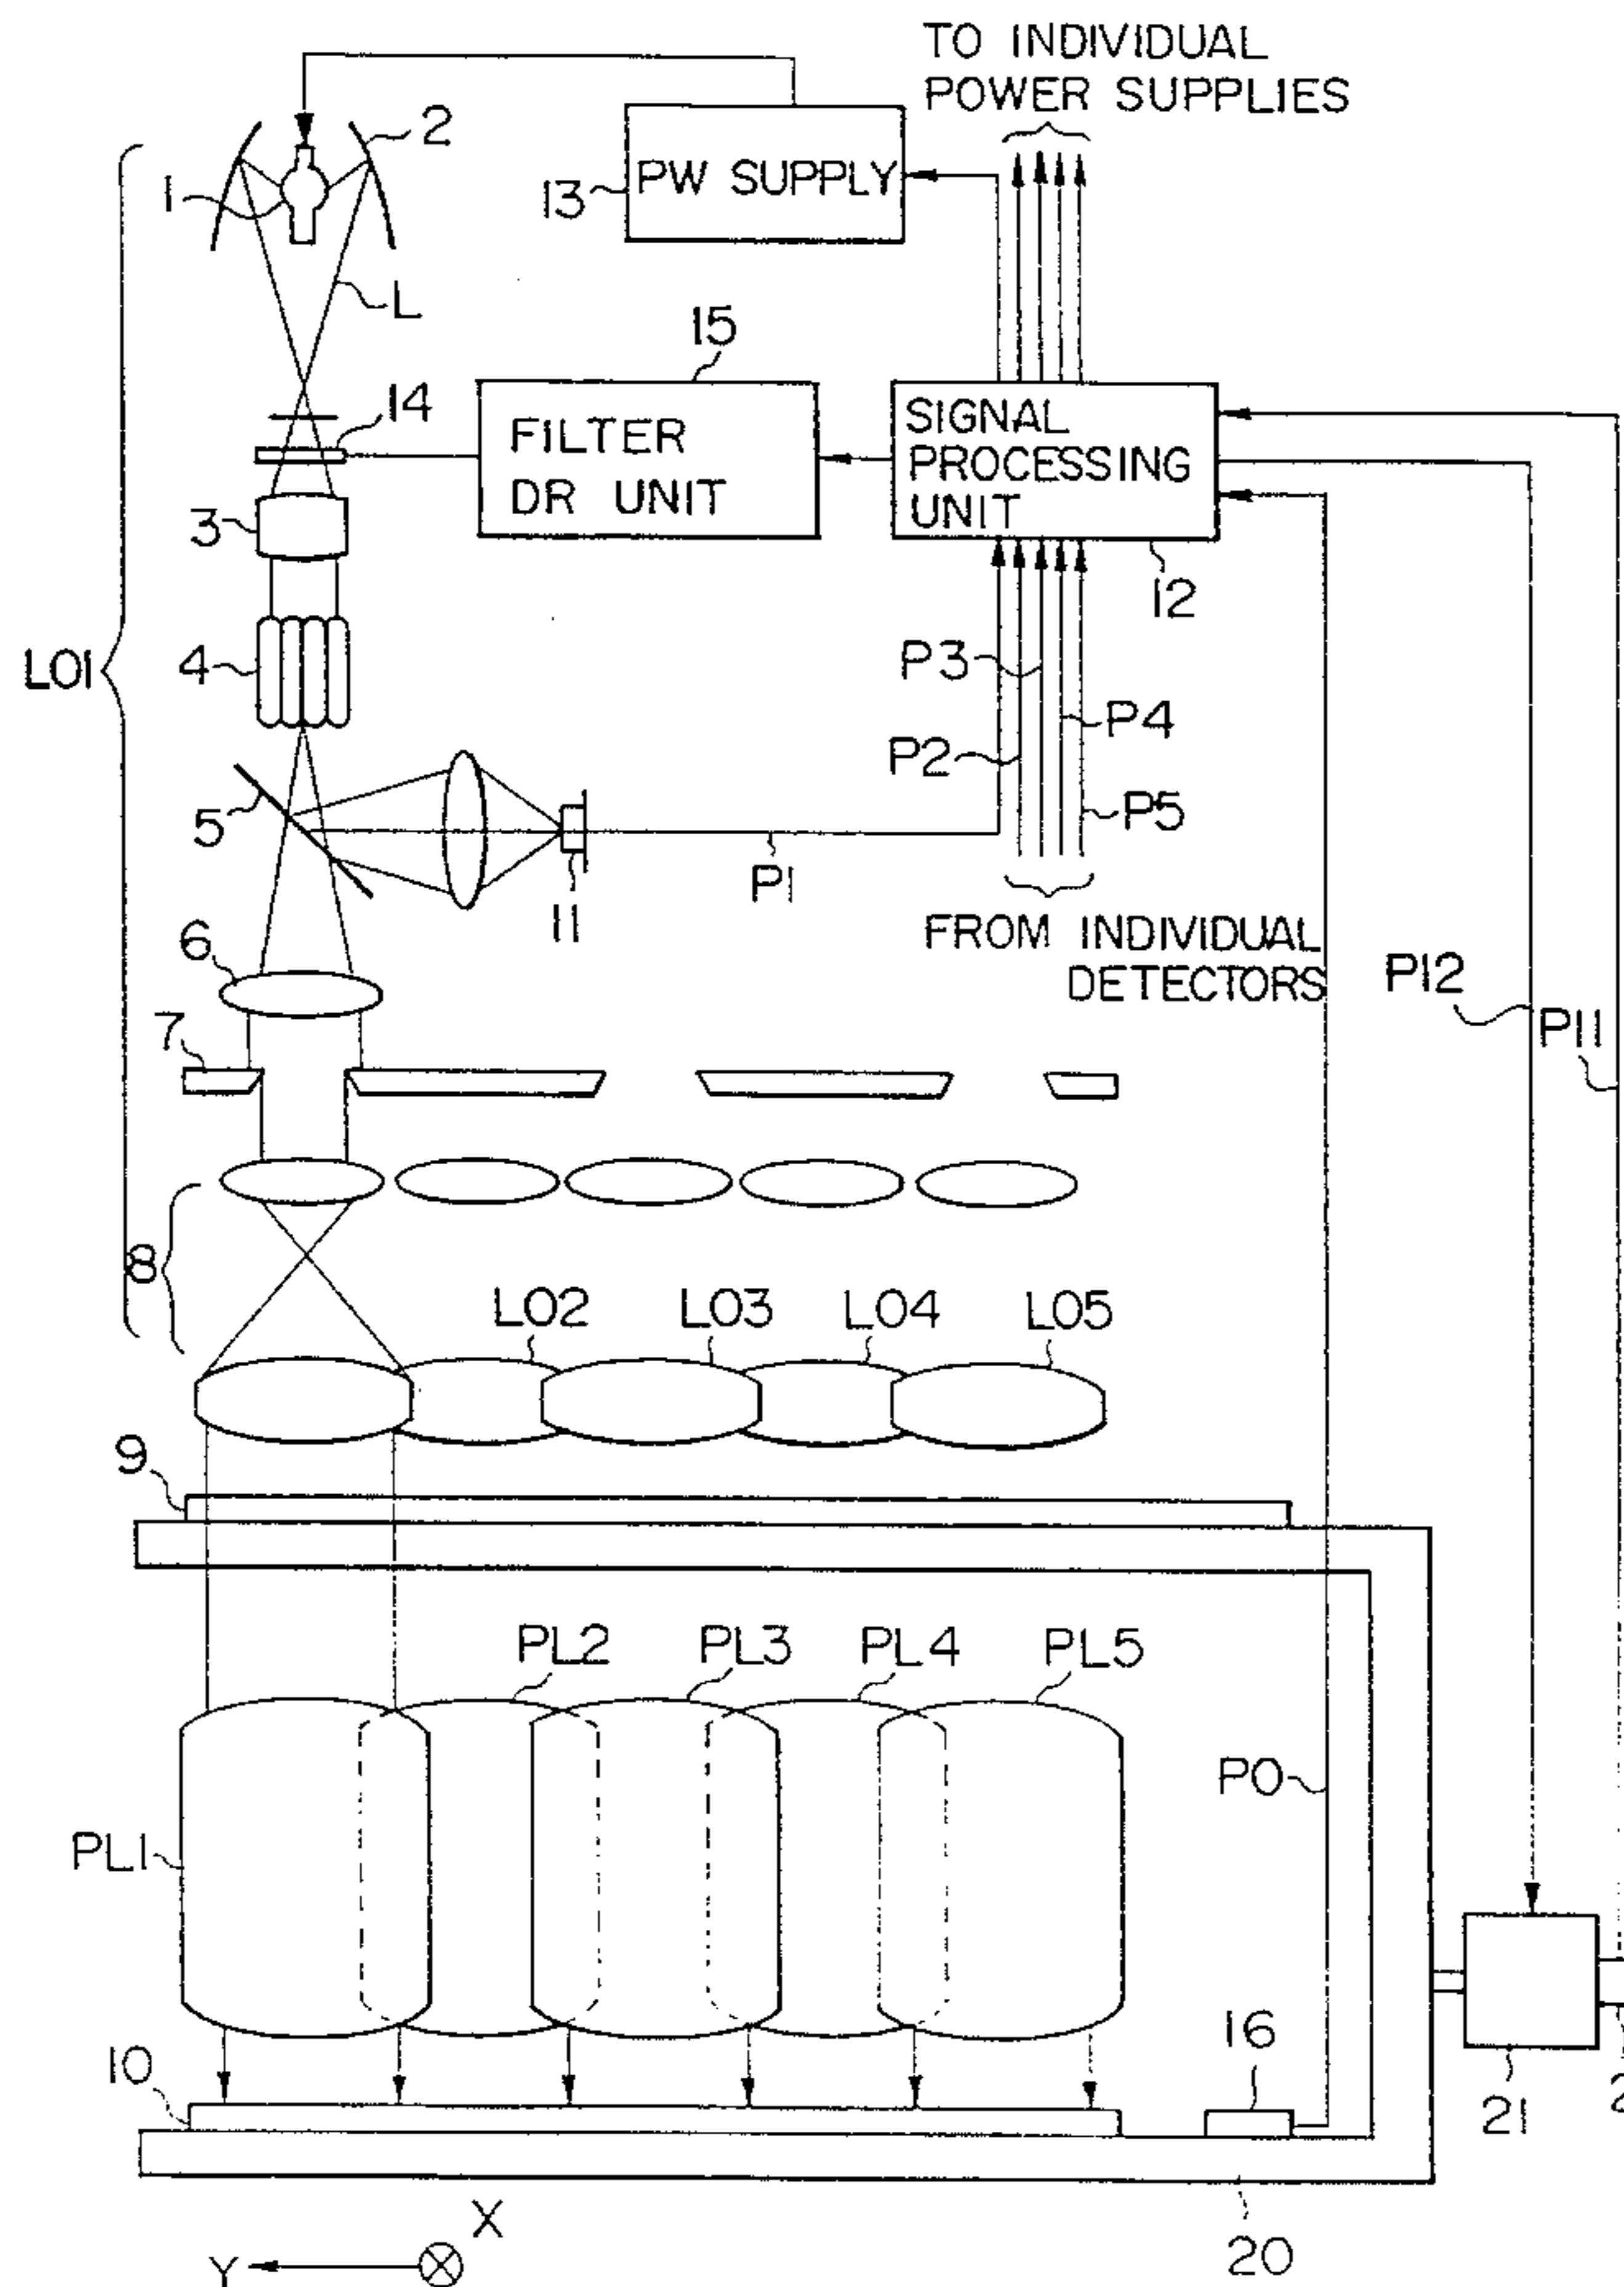 TO INDIVIDUAL
POWER SUPPLIES
2
1
13
PW SUPPLY
L
15
14
FILTER
DR UNIT
SIGNAL
PROCESSING
UNIT
3
12
LO1
4
P3
P4
P2
5
P5
P1
11
FROM INDIVIDUAL
DETECTORS
6
P12
P11
7
8
LO2
LO3
LO4
LO5
9
PL2
PL3
PL4
PL5
P0
PL1
16
10
21
20
X
Y